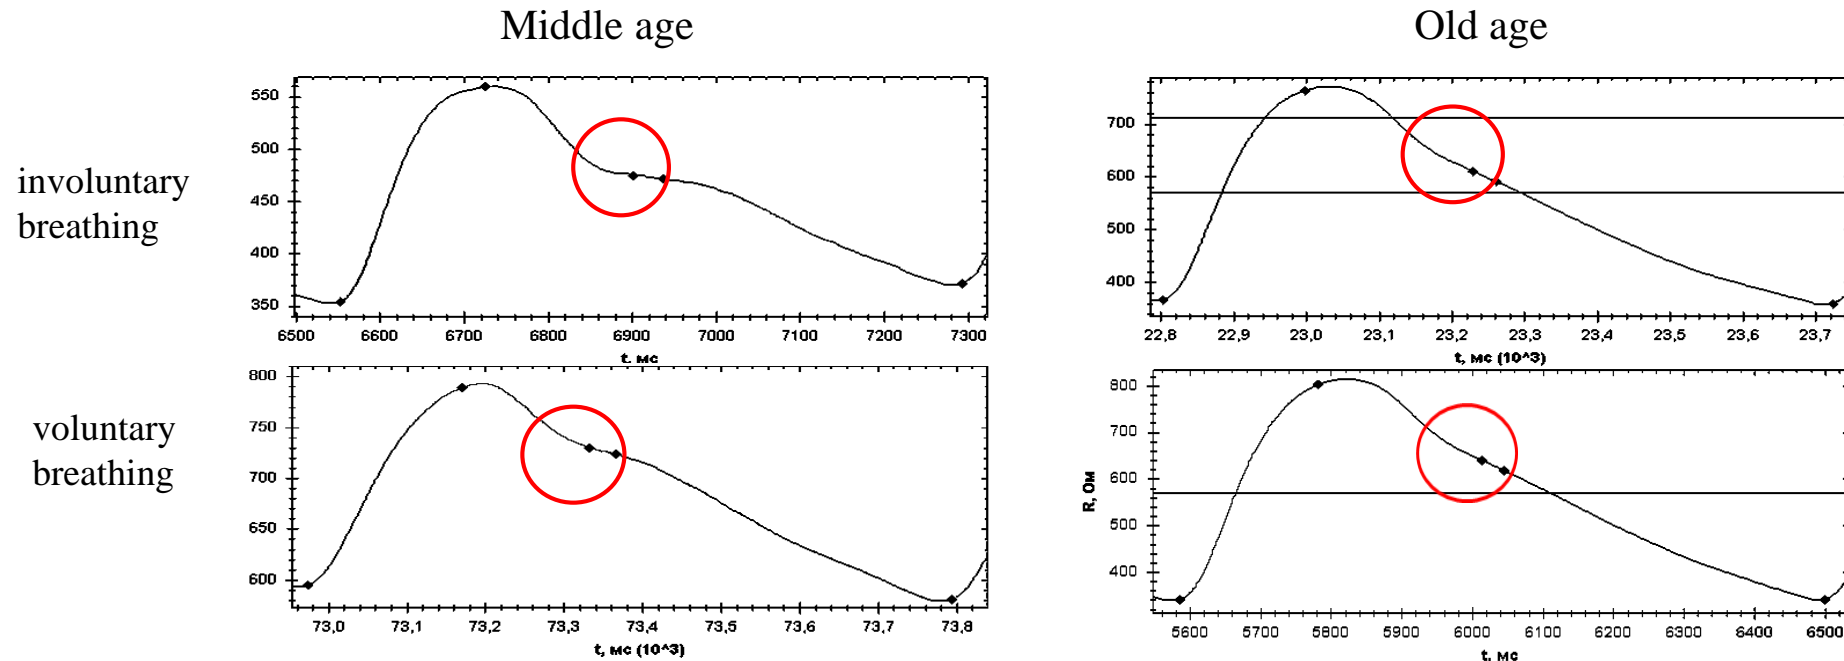 Middle age
Old age
involuntary
breathing
550
500
450
400
350
6500 6600 6700 6800 6900 7000 7100 7200 7300
t, мс
700
600
500
400
22,8 22,9 23,0 23,1 23,2 23,3 23,4 23,5 23,6 23,7
t, мс (10^3)
voluntary
breathing
800
750
700
650
600
73,0 73,1 73,2 73,3 73,4 73,5 73,6 73,7 73,8
t, мс (10^3)
R, Ом
800
700
600
500
400
5600 5700 5800 5900 6000 6100 6200 6300 6400 6500
t, мс